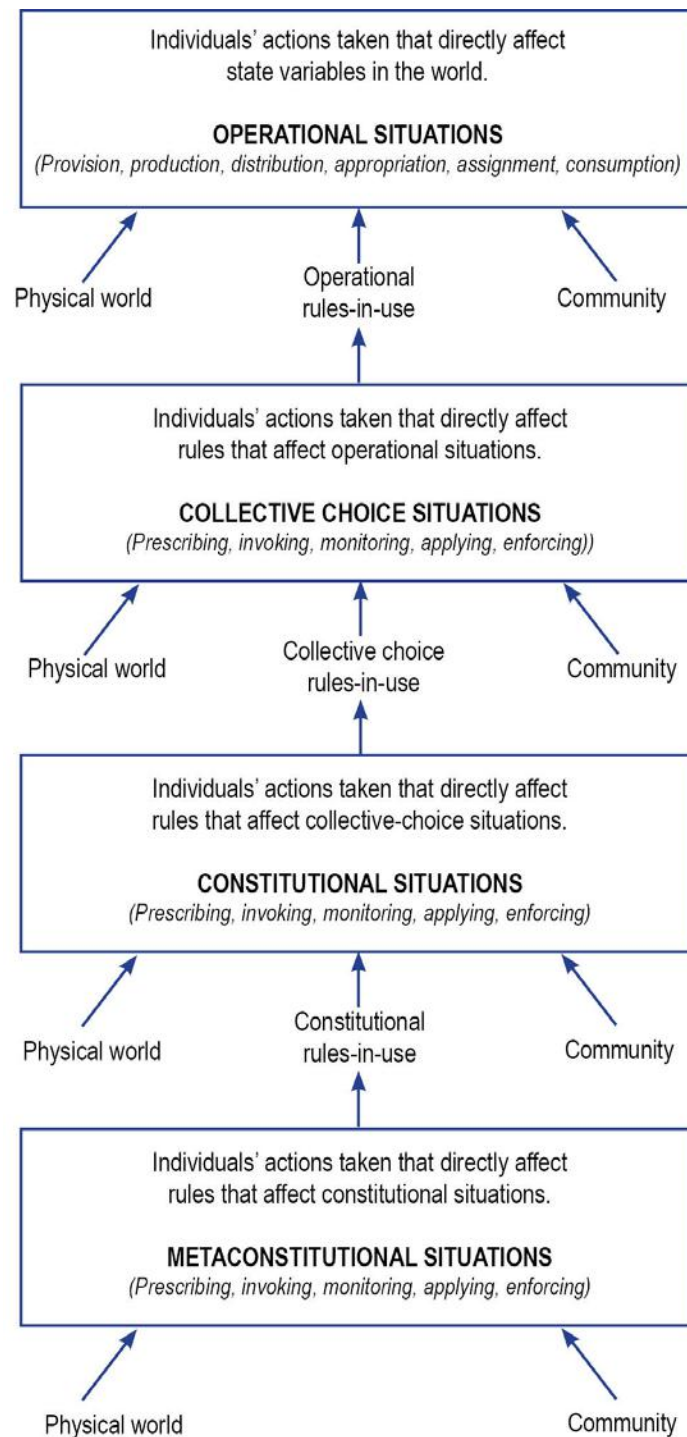 Individuals’ actions taken that directly affect
state variables in the world.
OPERATIONAL SITUATIONS
(Provision, production, distribution, appropriation, assignment, consumption)
Physical world
Operational
rules-in-use
Community
Individuals’ actions taken that directly affect
rules that affect operational situations.
COLLECTIVE CHOICE SITUATIONS
(Prescribing, invoking, monitoring, applying, enforcing))
Physical world
Collective choice
rules-in-use
Community
Individuals’ actions taken that directly affect
rules that affect collective-choice situations.
CONSTITUTIONAL SITUATIONS
(Prescribing, invoking, monitoring, applying, enforcing)
Physical world
Constitutional
rules-in-use
Community
Individuals’ actions taken that directly affect
rules that affect constitutional situations.
METACONSTITUTIONAL SITUATIONS
(Prescribing, invoking, monitoring, applying, enforcing)
Physical world
Community